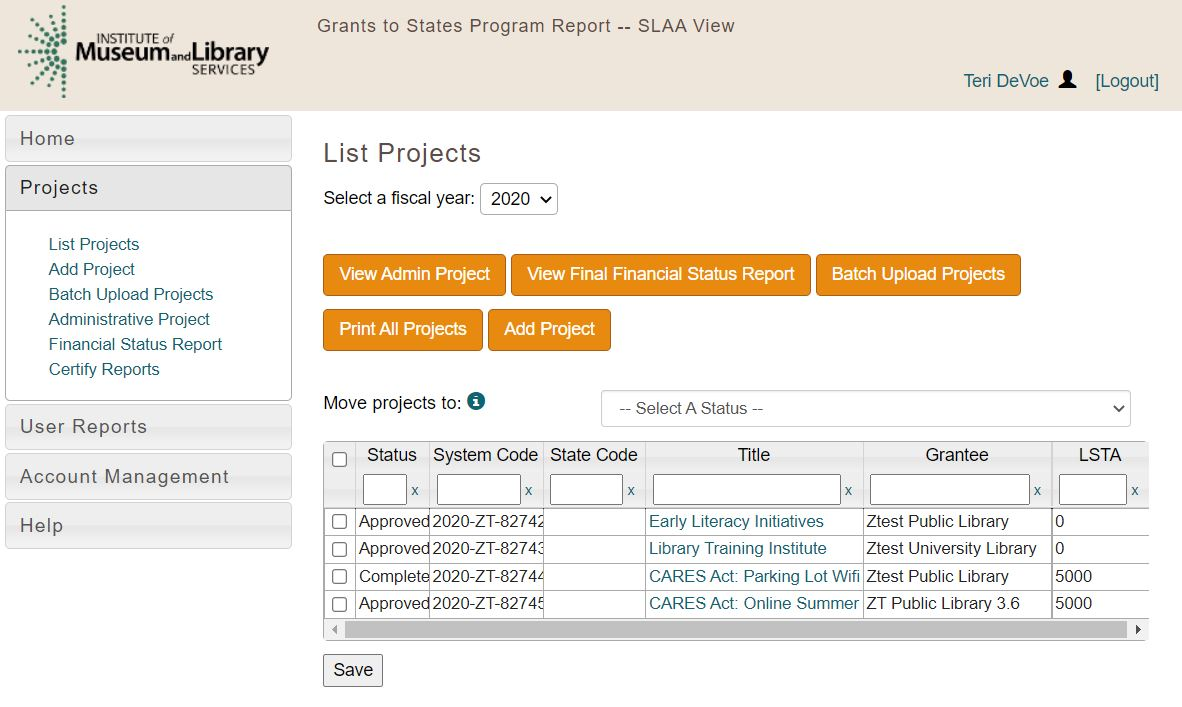 INSTITUTE of
Museum and Library
SERVICES
Grants to States Program Report -- SLAA View
Teri DeVoe [Logout]
Home
Projects
List Projects
Add Project
Batch Upload Projects
Administrative Project
Financial Status Report
Certify Reports
User Reports
Account Management
Help
List Projects
Select a fiscal year: 2020
View Admin Project View Final Financial Status Report Batch Upload Projects
Print All Projects Add Project
Move projects to: i -- Select A Status --
Status System Code State Code Title Grantee LSTA
x x x x x x
Approved 2020-ZT-82742 Early Literacy Initiatives Ztest Public Library 0
Approved 2020-ZT-82743 Library Training Institute Ztest University Library 0
Complete 2020-ZT-82744 CARES Act: Parking Lot Wifi Ztest Public Library 5000
Approved 2020-ZT-82745 CARES Act: Online Summer ZT Public Library 3.6 5000
Save